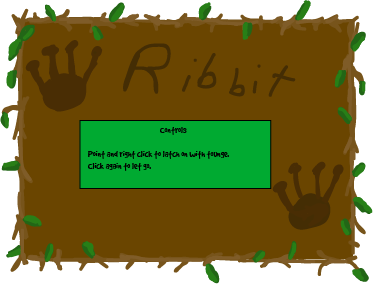 Ribbit
Controls
Point and right click to latch on with tounge.
Click again to let go.